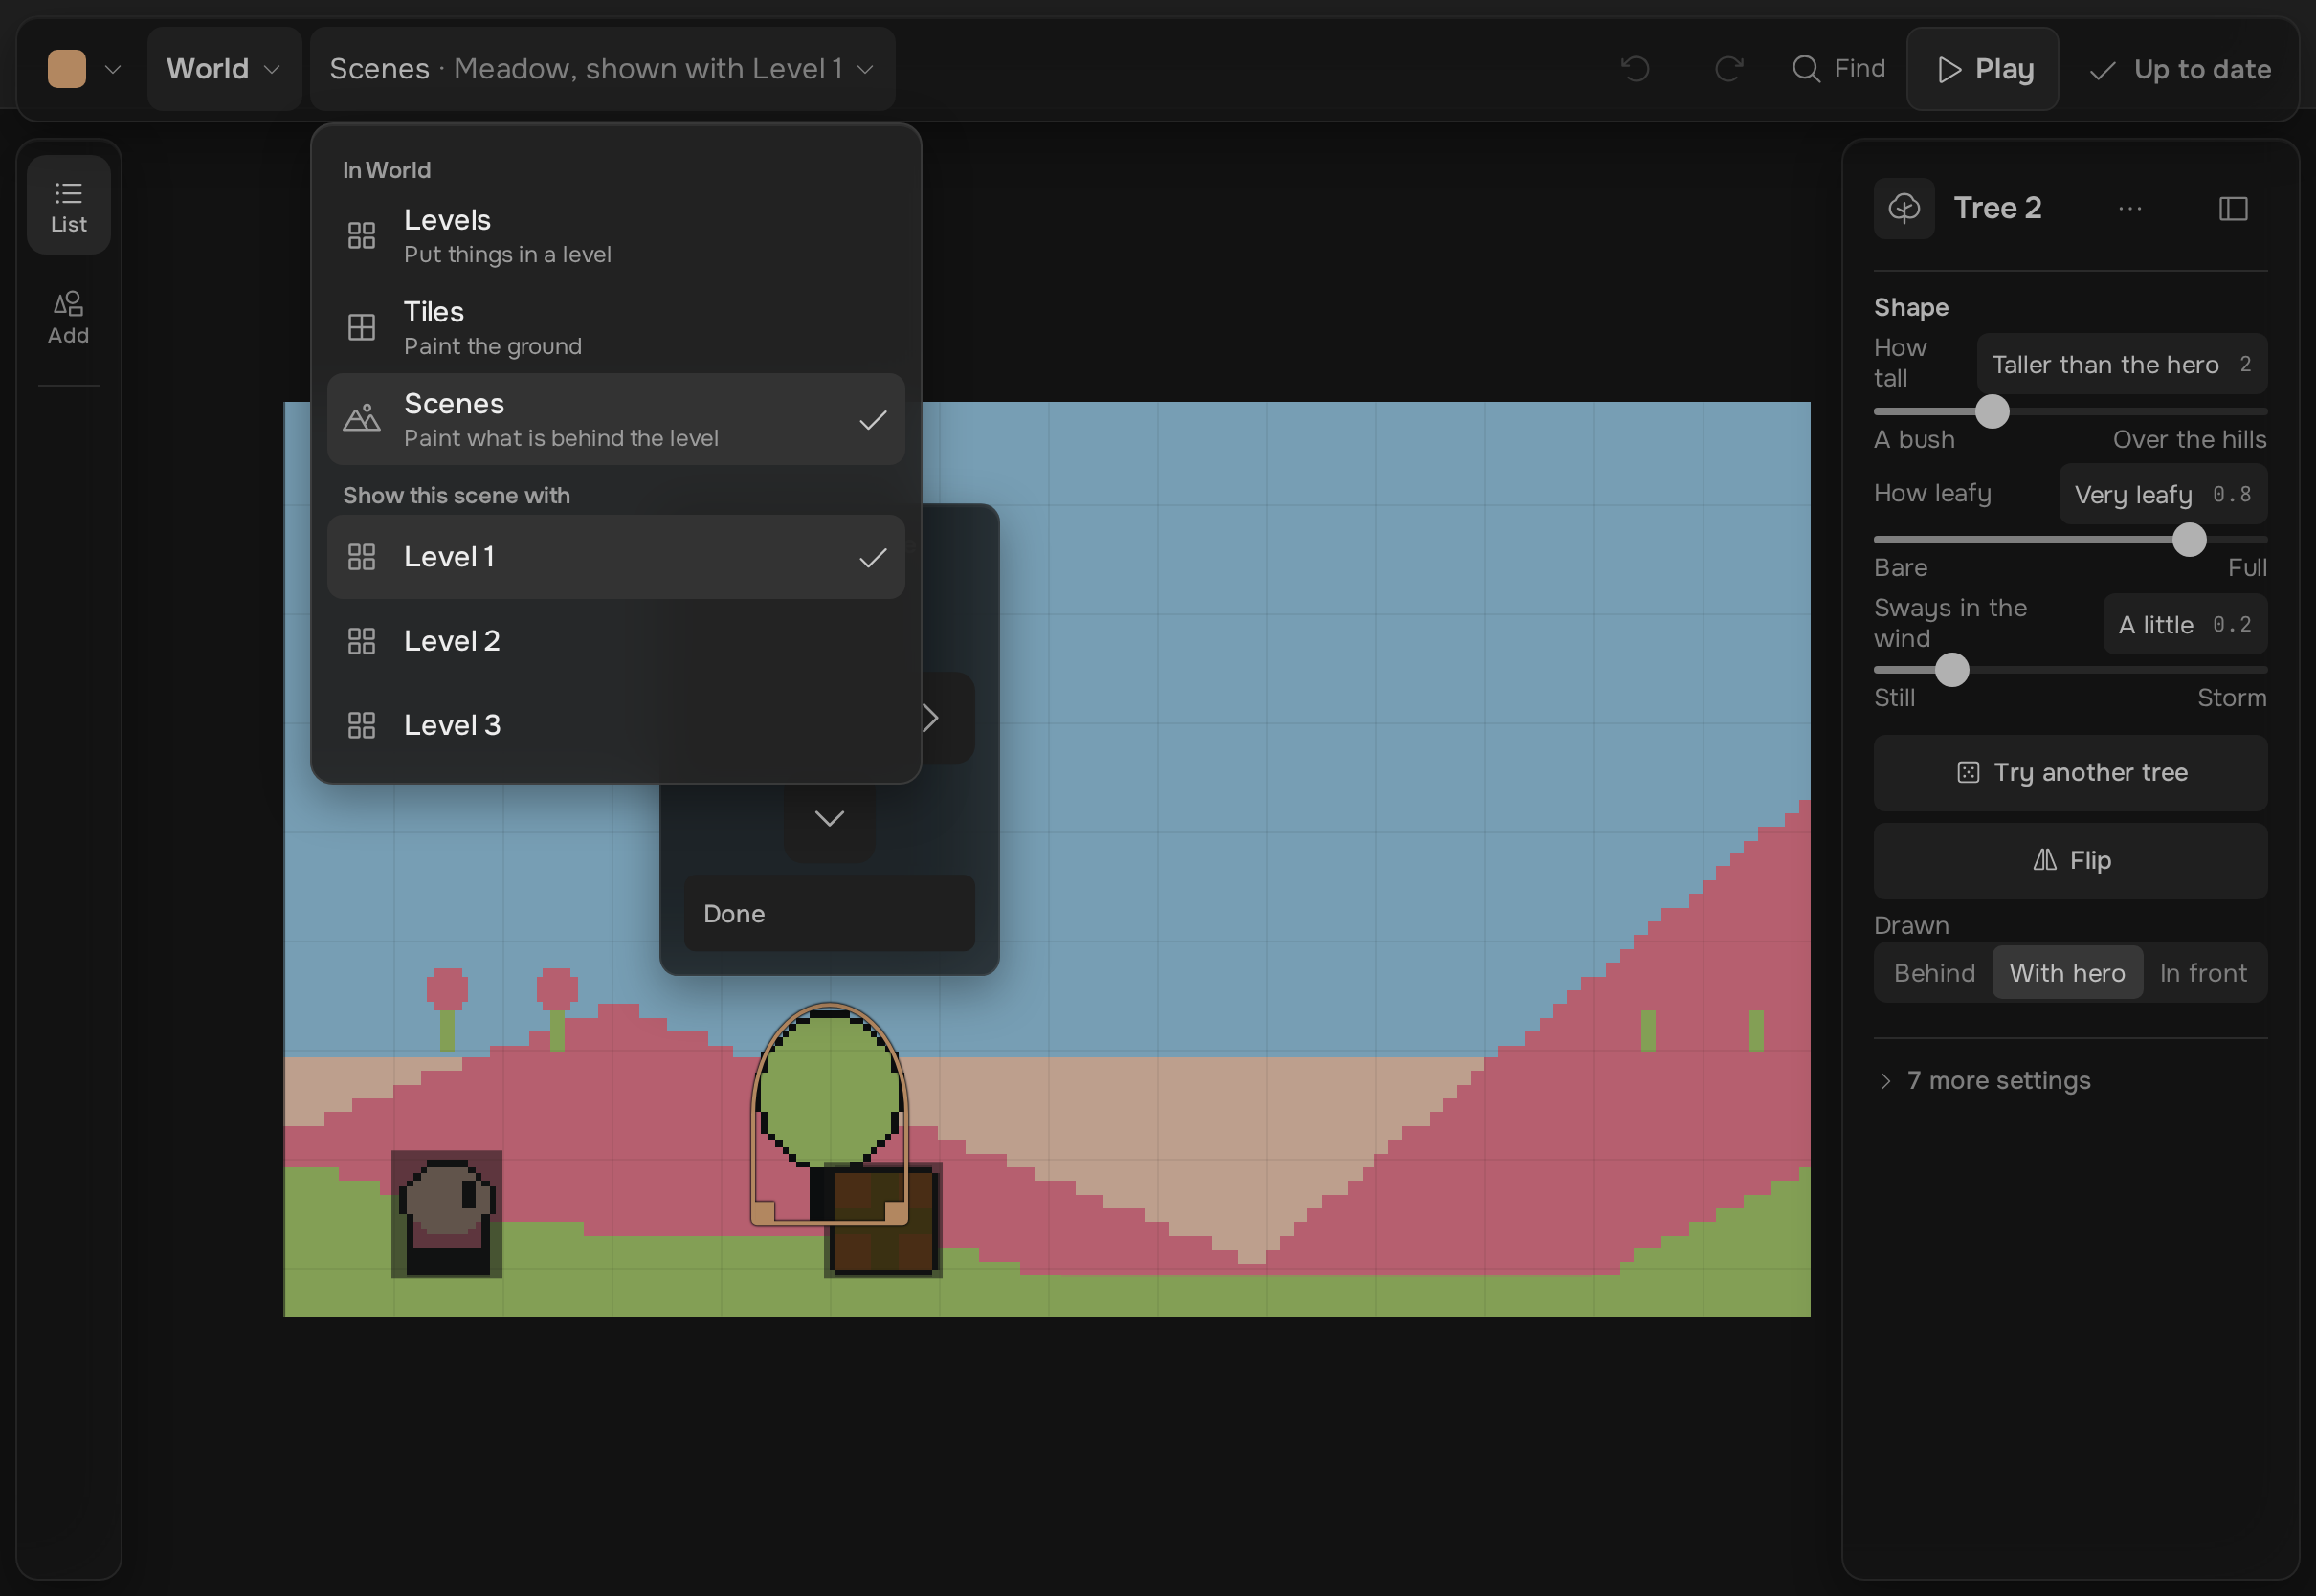 World
Scenes · Meadow, shown with Level 1
Find
Play
Up to date
List
Add
In World
Levels
Put things in a level
Tiles
Paint the ground
Scenes
Paint what is behind the level
Show this scene with
Level 1
Level 2
Level 3
Done
Tree 2
Shape
How tall
Taller than the hero 2
A bush
Over the hills
How leafy
Very leafy 0.8
Bare
Full
Sways in the wind
A little 0.2
Still
Storm
Try another tree
Flip
Drawn
Behind
With hero
In front
7 more settings